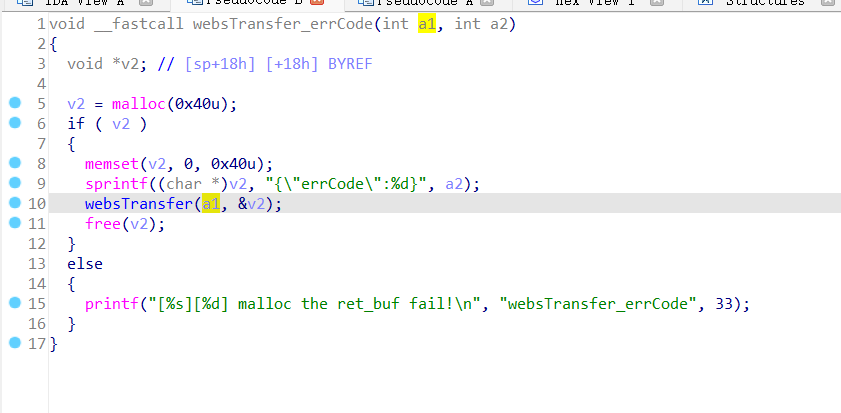 IDA View A Pseudocode B Pseudocode A Hex View 1 Structures
1 void __fastcall websTransfer_errCode(int a1, int a2)
2 {
3   void *v2; // [sp+18h] [+18h] BYREF
4
5   v2 = malloc(0x40u);
6   if ( v2 )
7   {
8     memset(v2, 0, 0x40u);
9     sprintf((char *)v2, "{\"errCode\":%d}", a2);
10     websTransfer(a1, &v2);
11     free(v2);
12   }
13   else
14   {
15     printf("[%s][%d] malloc the ret_buf fail!\n", "websTransfer_errCode", 33);
16   }
17 }